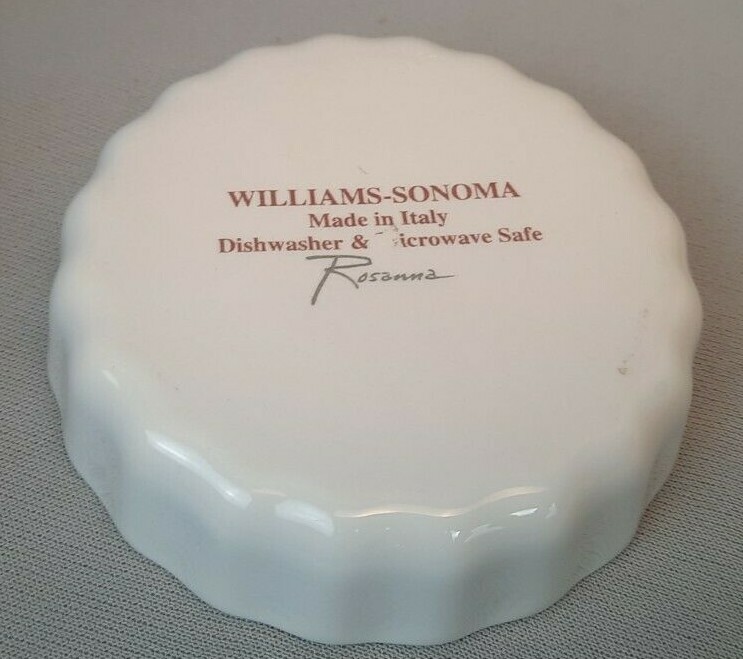 WILLIAMS-SONOMA
Made in Italy
Dishwasher & icrowave Safe
Rosanna